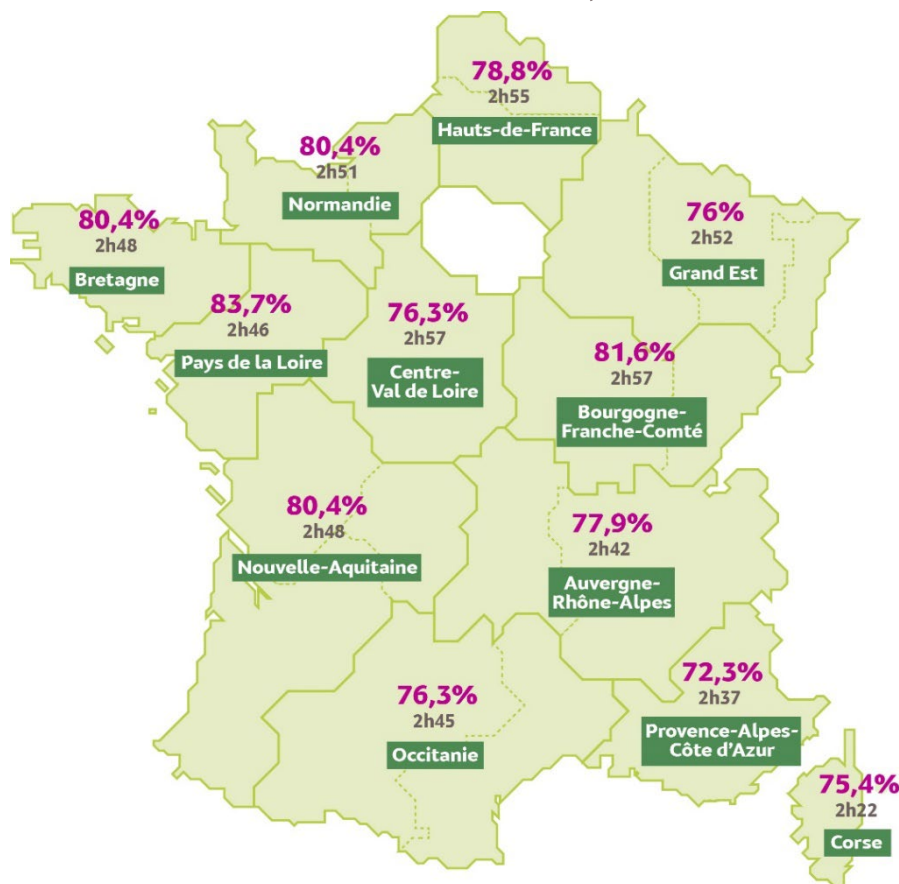 78,8%
2h55
Hauts-de-France
80,4%
2h51
Normandie
80,4%
2h48
Bretagne
76%
2h52
Grand Est
83,7%
2h46
Pays de la Loire
76,3%
2h57
Centre-
Val de Loire
81,6%
2h57
Bourgogne-
Franche-Comté
80,4%
2h48
Nouvelle-Aquitaine
77,9%
2h42
Auvergne-
Rhône-Alpes
76,3%
2h45
Occitanie
72,3%
2h37
Provence-Alpes-
Côte d'Azur
75,4%
2h22
Corse